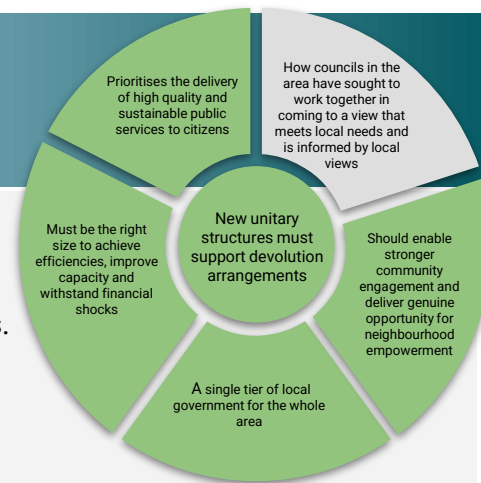 Prioritises the delivery
of high quality and
sustainable public
services to citizens
How councils in the
area have sought to
work together in
coming to a view that
meets local needs and
is informed by local
views
Must be the right
size to achieve
efficiencies, improve
capacity and
withstand financial
shocks
New unitary
structures must
support devolution
arrangements
Should enable
stronger
community
engagement and
deliver genuine
opportunity for
neighbourhood
empowerment
A single tier of local
government for the whole
area